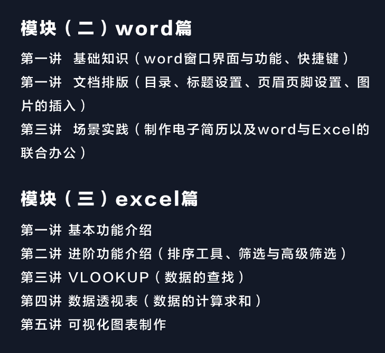 模块（二）word篇
第一讲 基础知识（word窗口界面与功能、快捷键）
第一讲 文档排版（目录、标题设置、页眉页脚设置、图
片的插入）
第三讲 场景实践（制作电子简历以及word与Excel的
联合办公）
模块（三）excel篇
第一讲 基本功能介绍
第二讲 进阶功能介绍（排序工具、筛选与高级筛选）
第三讲 VLOOKUP（数据的查找）
第四讲 数据透视表（数据的计算求和）
第五讲 可视化图表制作